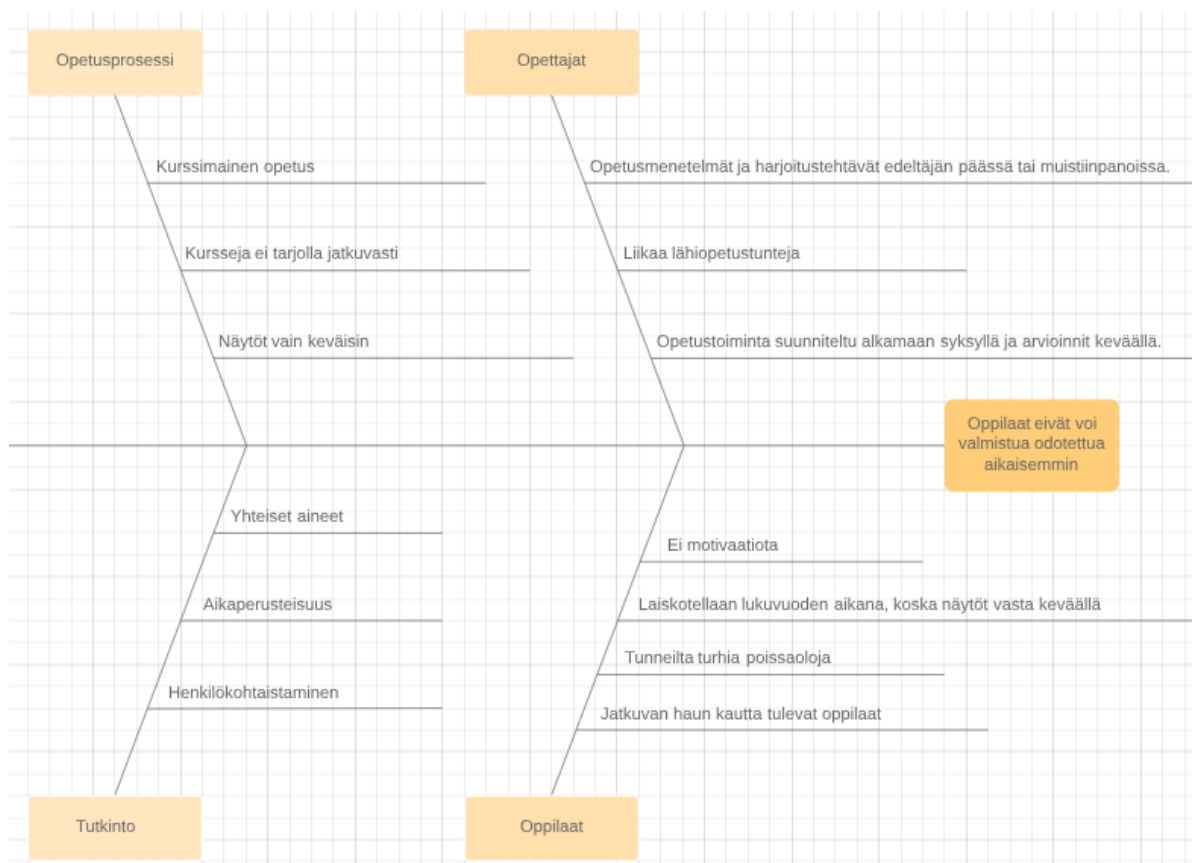 Opetusprosessi
Opettajat
Kurssimainen opetus
Opetusmenetelmät ja harjoitustehtävät edeltäjän päässä tai muistiinpanoissa.
Kursseja ei tarjolla jatkuvasti
Liikaa lähiopetustunteja
Näytöt vain keväisin
Opetustoiminta suunniteltu alkamaan syksyllä ja arvioinnit keväällä.
Oppilaat eivät voi
valmistua odotettua
aikaisemmin
Yhteiset aineet
Ei motivaatiota
Aikaperusteisuus
Laiskotellaan lukuvuoden aikana, koska näytöt vasta keväällä
Tunneilta turhia poissaoloja
Henkilökohtaistaminen
Jatkuvan haun kautta tulevat oppilaat
Tutkinto
Oppilaat